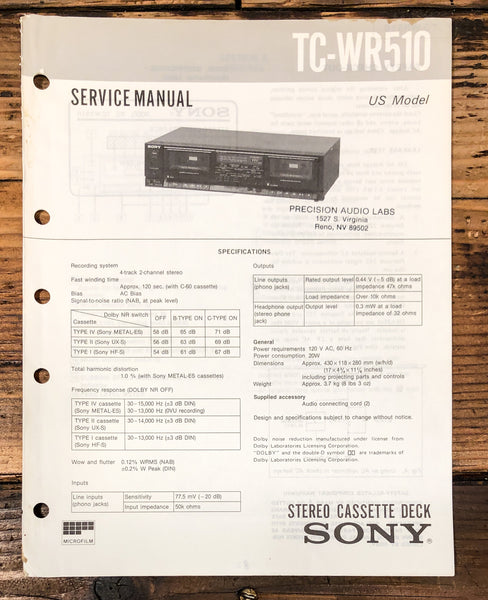 TC-WR510
SERVICE MANUAL
US Model
SONY
PRECISION AUDIO LABS
1527 S. Virginia
Reno, NV 89502
SPECIFICATIONS
Recording system
4-track 2-channel stereo
Fast winding time
Approx. 120 sec. (with C-60 cassette)
Bias AC Bias
Signal-to-noise ratio (NAB, at peak level)
Dolby NR switch OFF B-TYPE ON C-TYPE ON
Cassette
TYPE IV (Sony METAL-ES) 58 dB 65 dB 71 dB
TYPE II (Sony UX-S) 56 dB 63 dB 69 dB
TYPE I (Sony HF-S) 54 dB 61 dB 67 dB
Total harmonic distortion
1.0 % (with Sony METAL-ES cassettes)
Frequency response (DOLBY NR OFF)
TYPE IV cassette 30-15,000 Hz (±3 dB DIN)
(Sony METAL-ES) 30-13,000 Hz (0VU recording)
TYPE II cassette 30-14,000 Hz (±3 dB DIN)
(Sony UX-S)
TYPE I cassette 30-13,000 Hz (±3 dB DIN)
(Sony HF-S)
Wow and flutter 0.12% WRMS (NAB)
±0.2% W Peak (DIN)
Inputs
Line inputs Sensitivity 77.5 mV (−20 dB)
(phono jacks) Input impedance 50k ohms
Outputs
Line outputs Rated output level 0.44 V (−5 dB) at a load
(phono jacks) impedance 47k ohms
Load impedance Over 10k ohms
Headphone output Output level 0.3 mW at a load
(stereo phone impedance of 32 ohms
jack)
General
Power requirements 120 V AC, 60 Hz
Power consumption 20W
Dimensions Approx. 430 × 118 × 280 mm (w/h/d)
including projecting parts and controls
Weight Approx. 3.7 kg (8 lbs 3 oz)
Supplied accessory
Audio connecting cord (2)
Design and specifications subject to change without notice.
Dolby noise reduction manufactured under license from
Dolby Laboratories Licensing Corporation.
"DOLBY" and the double-D symbol are trademarks of
Dolby Laboratories Licensing Corporation.
MICROFILM
STEREO CASSETTE DECK
SONY®